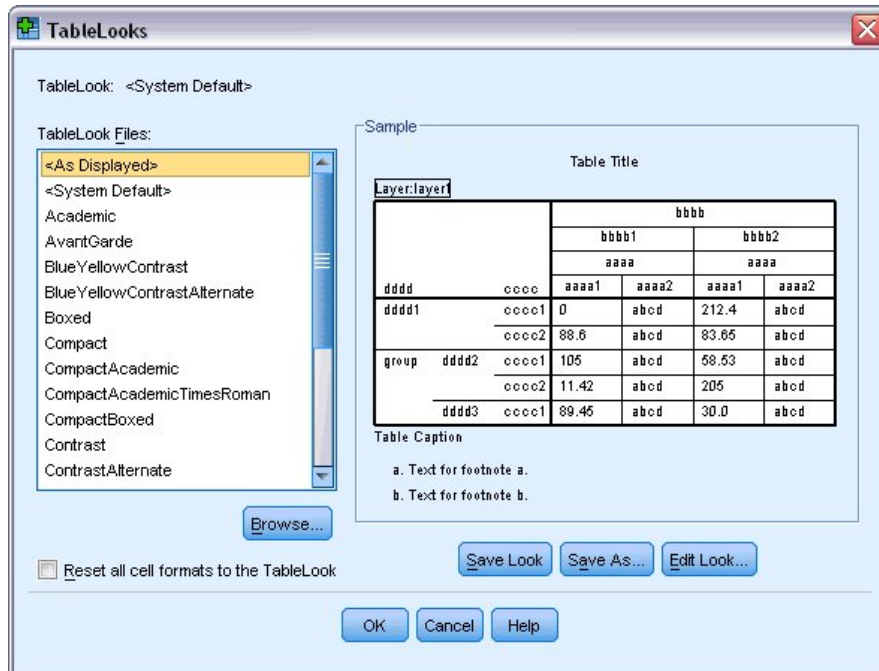 TableLooks
TableLook: <System Default>
TableLook Files:
<As Displayed>
<System Default>
Academic
AvantGarde
BlueYellowContrast
BlueYellowContrastAlternate
Boxed
Compact
CompactAcademic
CompactAcademicTimesRoman
CompactBoxed
Contrast
ContrastAlternate
Browse...
Reset all cell formats to the TableLook
Sample
Table Title
Layer:layer1
bbbb
bbbb1 bbbb2
aaaa aaaa
dddd cccc aaaa1 aaaa2 aaaa1 aaaa2
dddd1 cccc1 0 abcd 212.4 abcd
cccc2 88.6 abcd 83.65 abcd
group dddd2 cccc1 105 abcd 58.53 abcd
cccc2 11.42 abcd 205 abcd
dddd3 cccc1 89.45 abcd 30.0 abcd
Table Caption
a. Text for footnote a.
b. Text for footnote b.
Save Look Save As... Edit Look...
OK Cancel Help